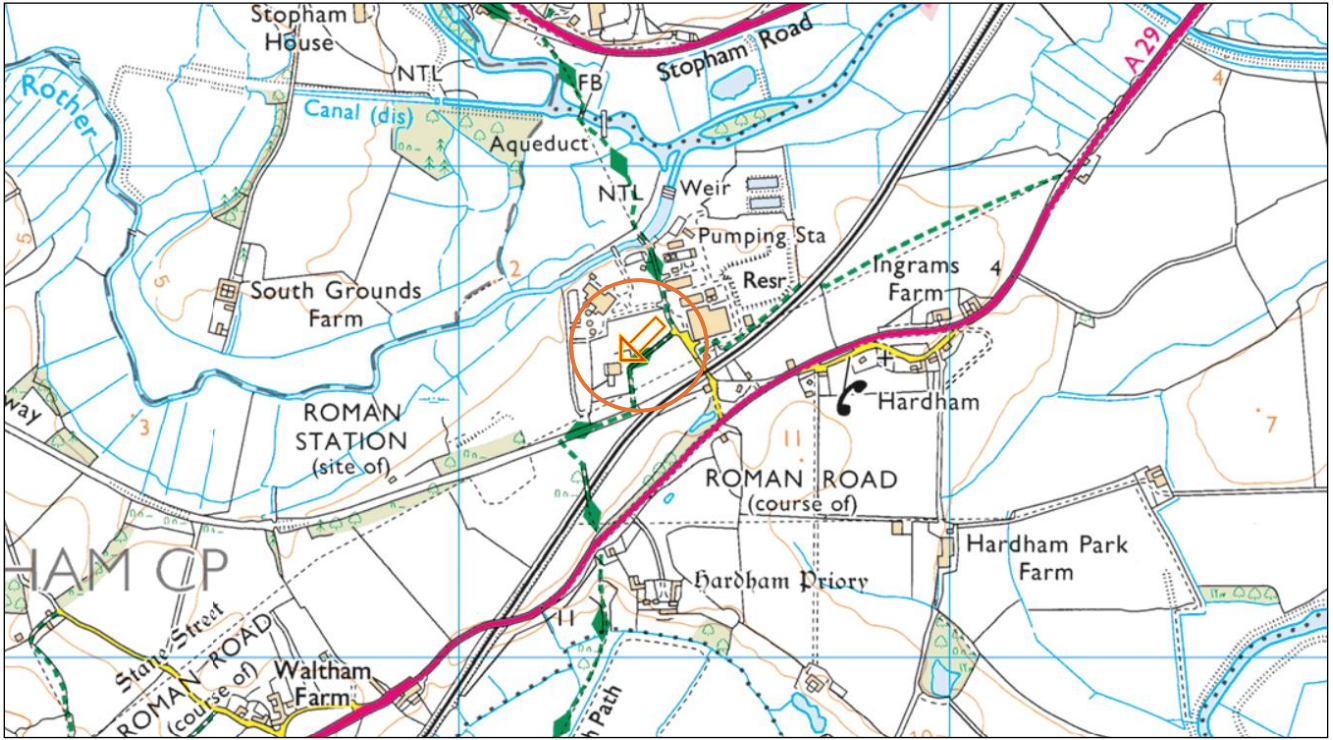 Stopham
House
Stopham Road
A 29
NTL
FB
Rother
Canal (dis)
Aqueduct
4
NTL
Weir
Pumping Sta
5
5
2
Resr
Ingrams
Farm
4
South Grounds
Farm
way
3
ROMAN
STATION
(site of)
Hardham
7
11
ROMAN ROAD
(course of)
HAM CP
Hardham Park
Farm
Hardham Priory
11
Stane Street
ROMAN ROAD
(course of)
Waltham
Farm
h Path